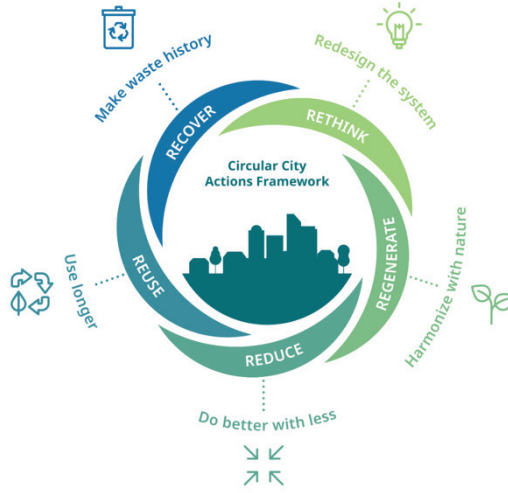 Make waste history
Redesign the system
RECOVER
RETHINK
Circular City
Actions Framework
REUSE
REGENERATE
Use longer
Harmonize with nature
REDUCE
Do better with less